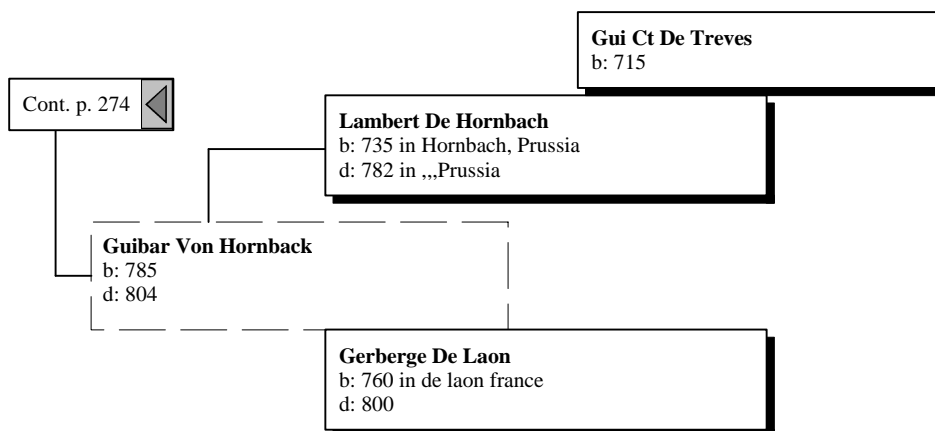 Gui Ct De Treves
b: 715
Cont. p. 274
Lambert De Hornbach
b: 735 in Hornbach, Prussia
d: 782 in ,,,Prussia
Guibar Von Hornback
b: 785
d: 804
Gerberge De Laon
b: 760 in de laon france
d: 800